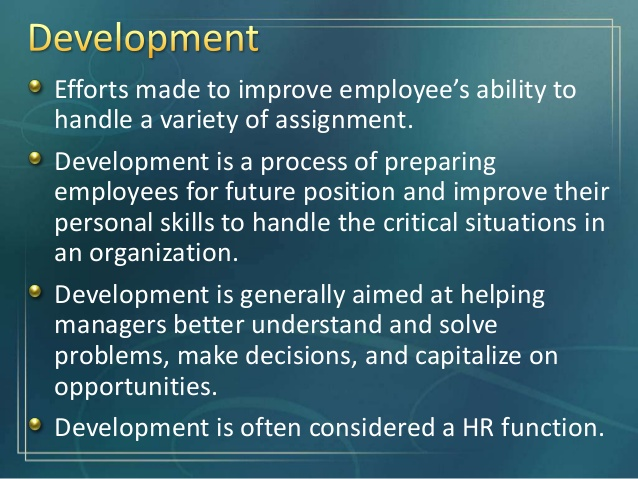 Development
Efforts made to improve employee’s ability to
handle a variety of assignment.
Development is a process of preparing
employees for future position and improve their
personal skills to handle the critical situations in
an organization.
Development is generally aimed at helping
managers better understand and solve
problems, make decisions, and capitalize on
opportunities.
Development is often considered a HR function.